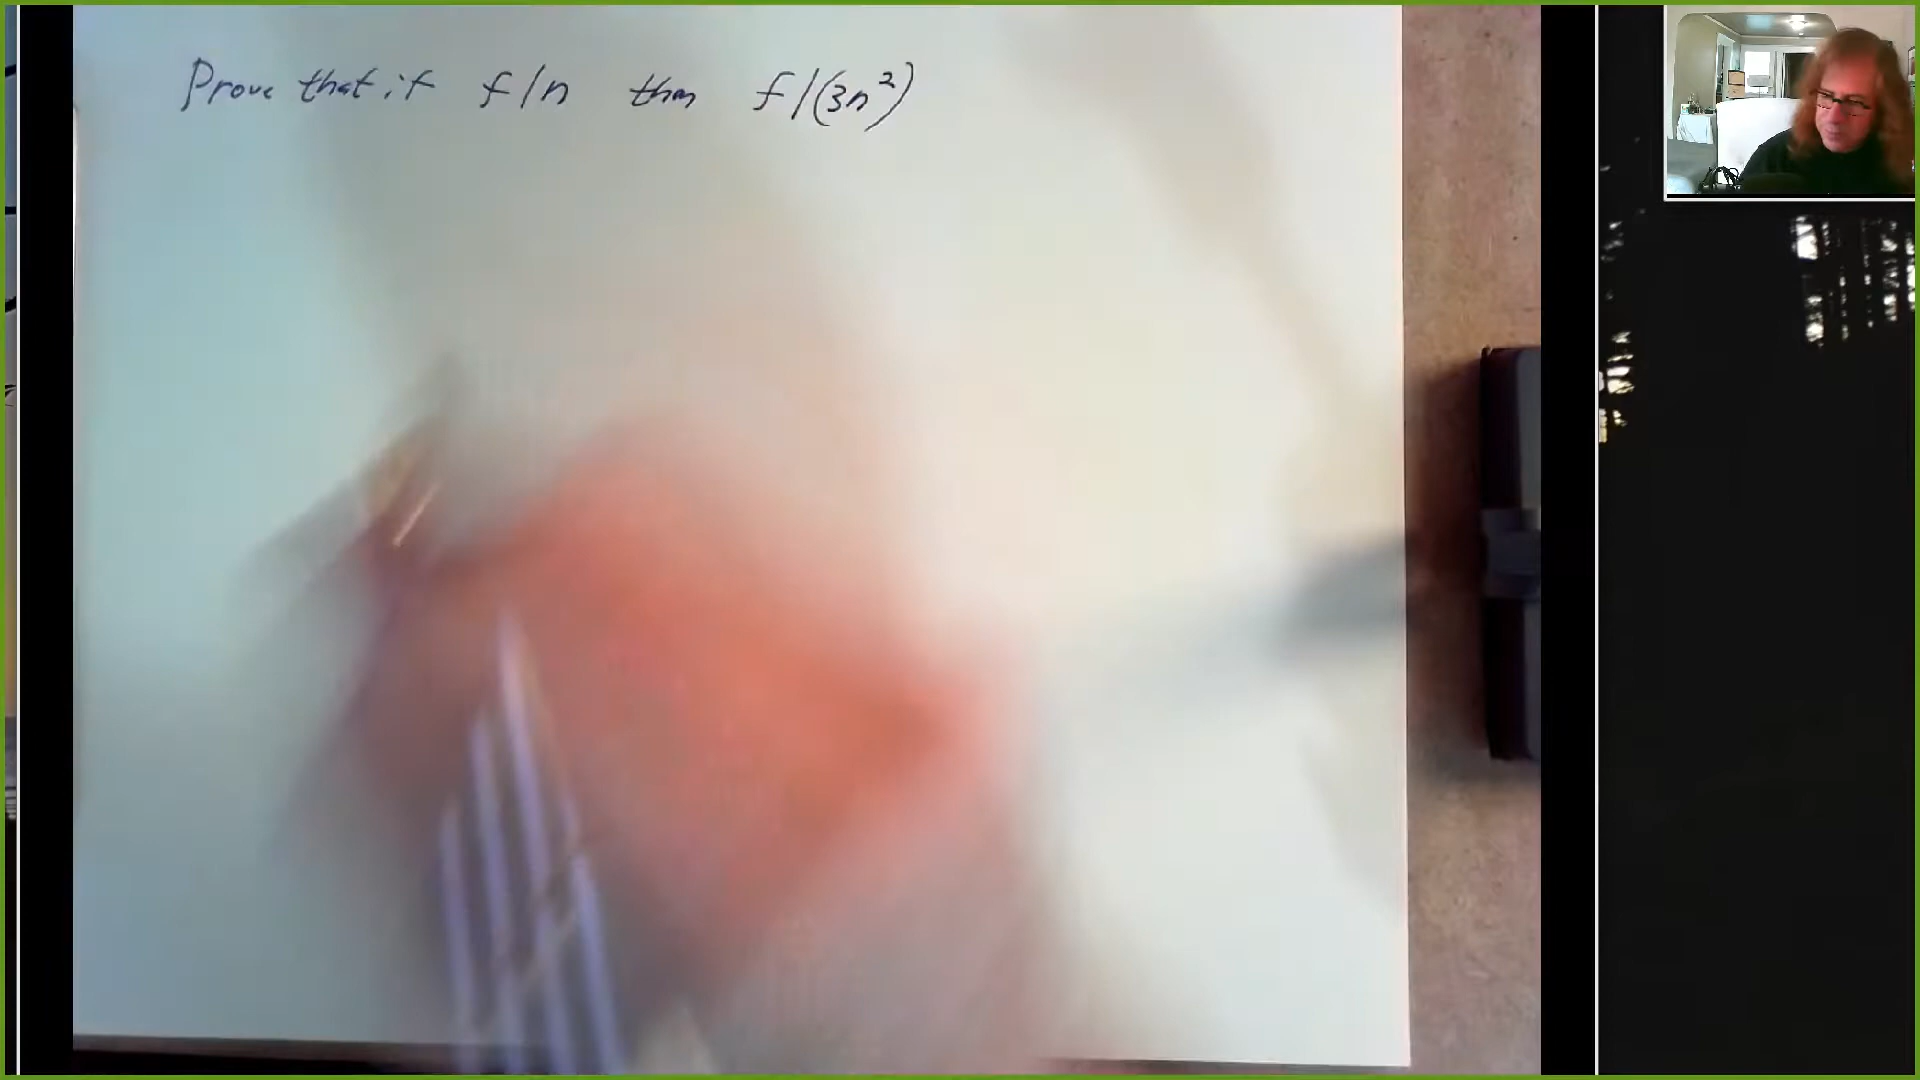 Prove that if f|n then f|(3n²)